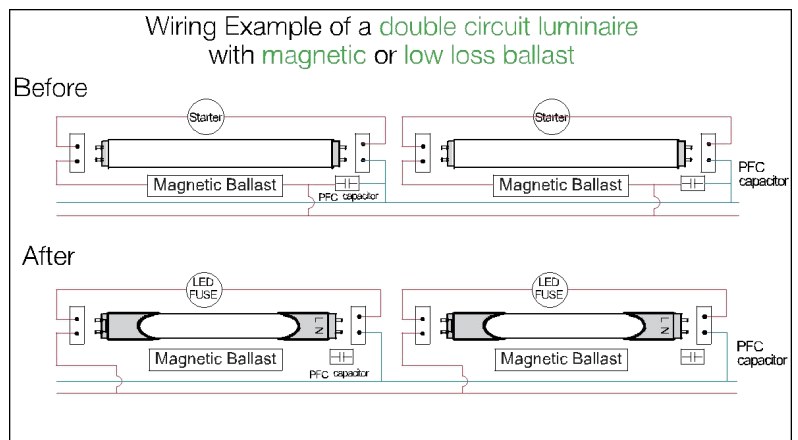 Wiring Example of a double circuit luminaire
with magnetic or low loss ballast
Before
Starter
Starter
Magnetic Ballast
PFC capacitor
Magnetic Ballast
PFC
capacitor
After
LED
FUSE
L N
LED
FUSE
L N
Magnetic Ballast
PFC capacitor
Magnetic Ballast
PFC
capacitor